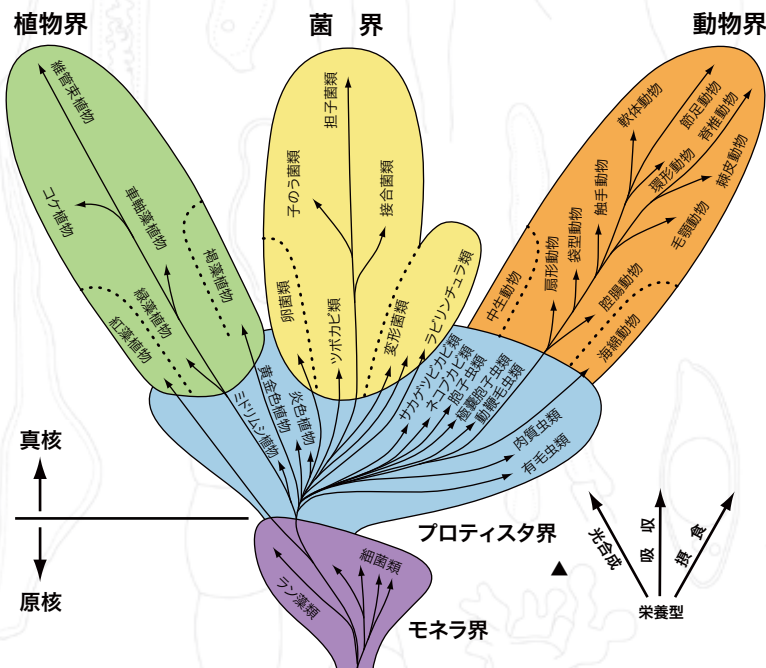 植物界
菌 界
動物界
維管束植物
コケ植物
車軸藻植物
褐藻植物
緑藻植物
紅藻植物
担子菌類
子のう菌類
接合菌類
卵菌類
ツボカビ類
変形菌類
ラビリンチュラ類
軟体動物
節足動物
脊椎動物
環形動物
棘皮動物
触手動物
毛顎動物
袋型動物
扇形動物
中生動物
腔腸動物
海綿動物
ミドリムシ植物
黄金色植物
炎色植物
サカゲツビカビ類
ネコブカビ類
胞子虫類
極嚢胞子虫類
動鞭毛虫類
肉質虫類
有毛虫類
真核
原核
プロティスタ界
ラン藻類
細菌類
モネラ界
光合成
吸収
摂食
栄養型